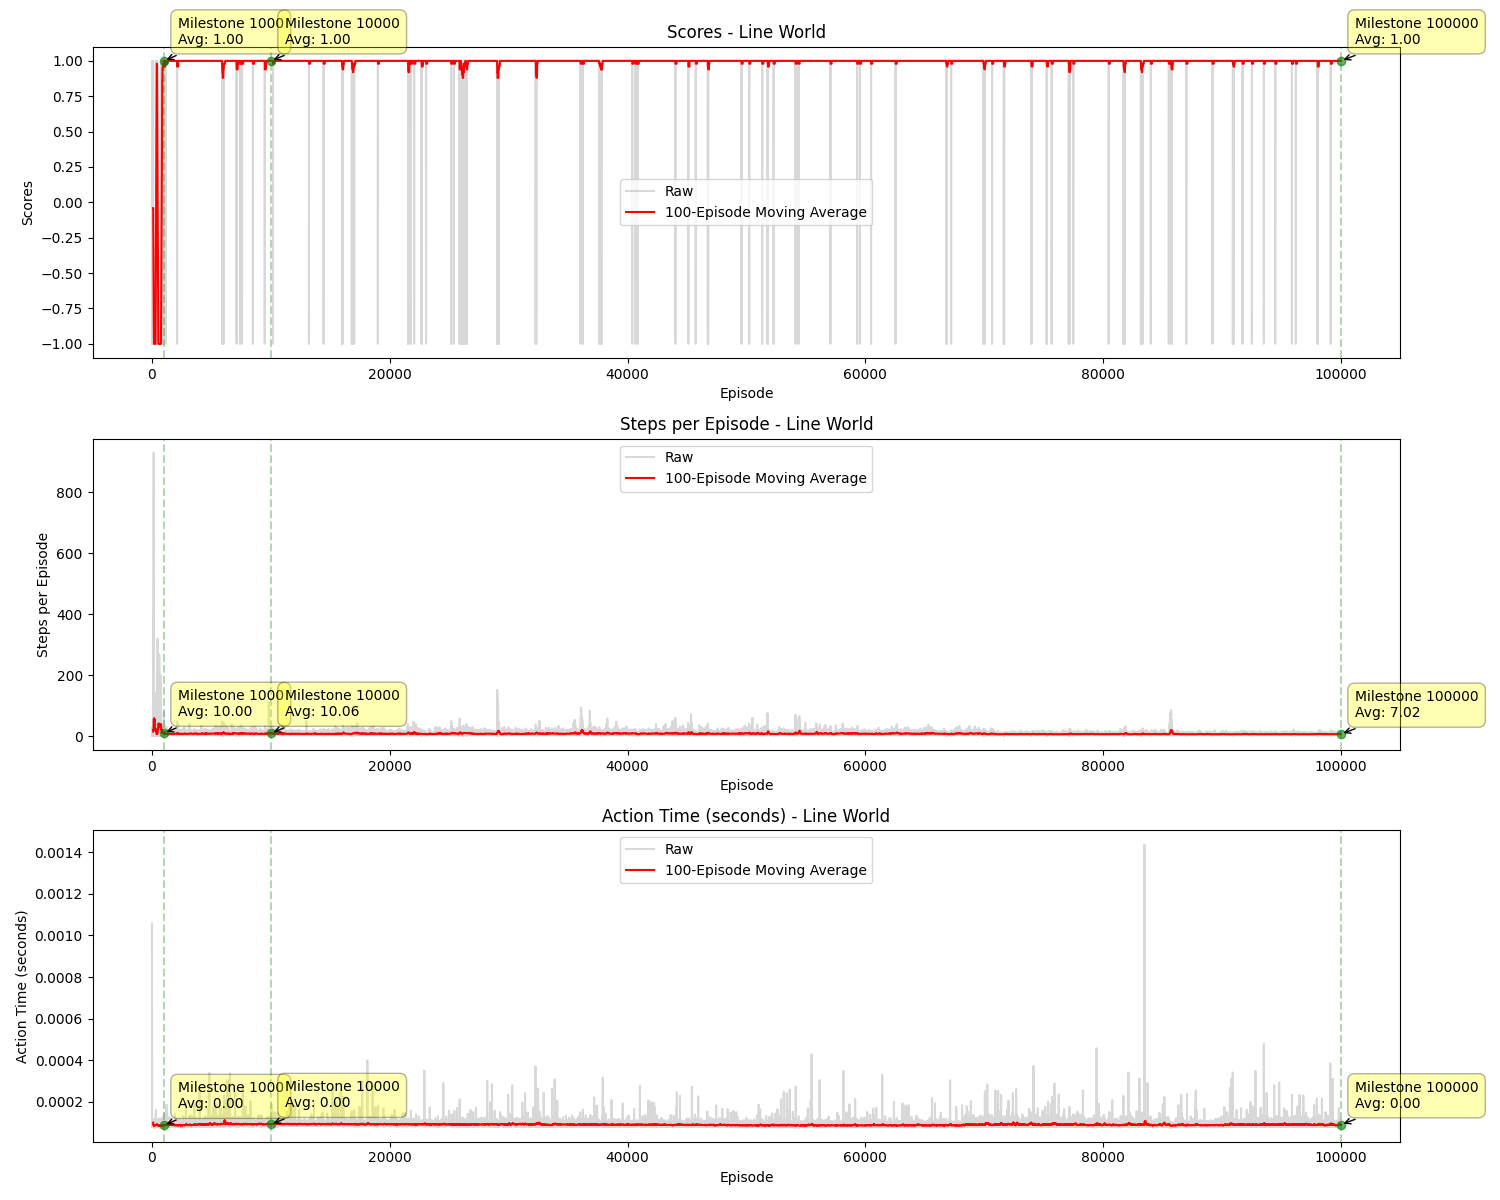 Milestone 1000
Avg: 1.00
Milestone 10000
Avg: 1.00
Scores - Line World
Milestone 100000
Avg: 1.00
1.00
0.75
0.50
0.25
0.00
−0.25
−0.50
−0.75
−1.00
Scores
Raw
100-Episode Moving Average
0
20000
40000
60000
80000
100000
Episode
Steps per Episode - Line World
Raw
100-Episode Moving Average
800
600
400
200
0
Steps per Episode
Milestone 1000
Avg: 10.00
Milestone 10000
Avg: 10.06
Milestone 100000
Avg: 7.02
0
20000
40000
60000
80000
100000
Episode
Action Time (seconds) - Line World
Raw
100-Episode Moving Average
0.0014
0.0012
0.0010
0.0008
0.0006
0.0004
0.0002
Action Time (seconds)
Milestone 1000
Avg: 0.00
Milestone 10000
Avg: 0.00
Milestone 100000
Avg: 0.00
0
20000
40000
60000
80000
100000
Episode